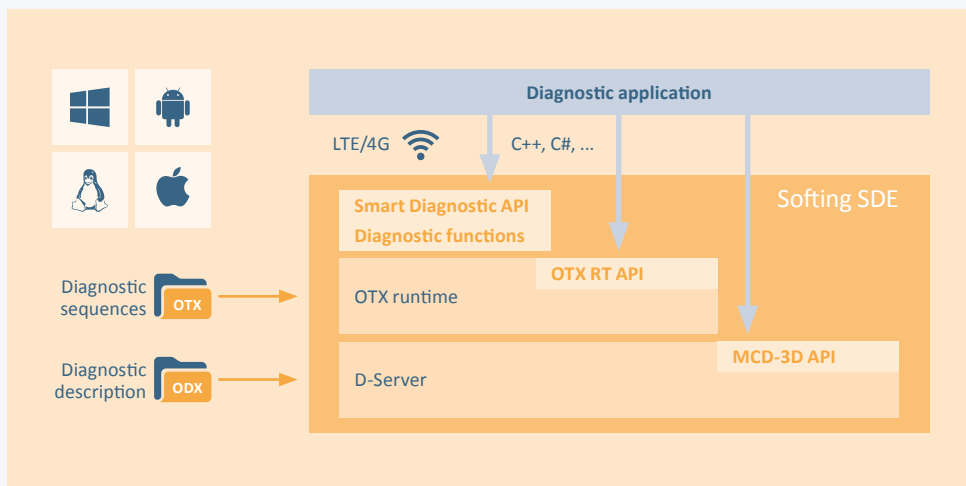 Diagnostic application
LTE/4G
C++, C#, ...
Softing SDE
Smart Diagnostic API
Diagnostic functions
OTX RT API
Diagnostic
sequences
OTX
OTX runtime
MCD-3D API
Diagnostic
description
ODX
D-Server